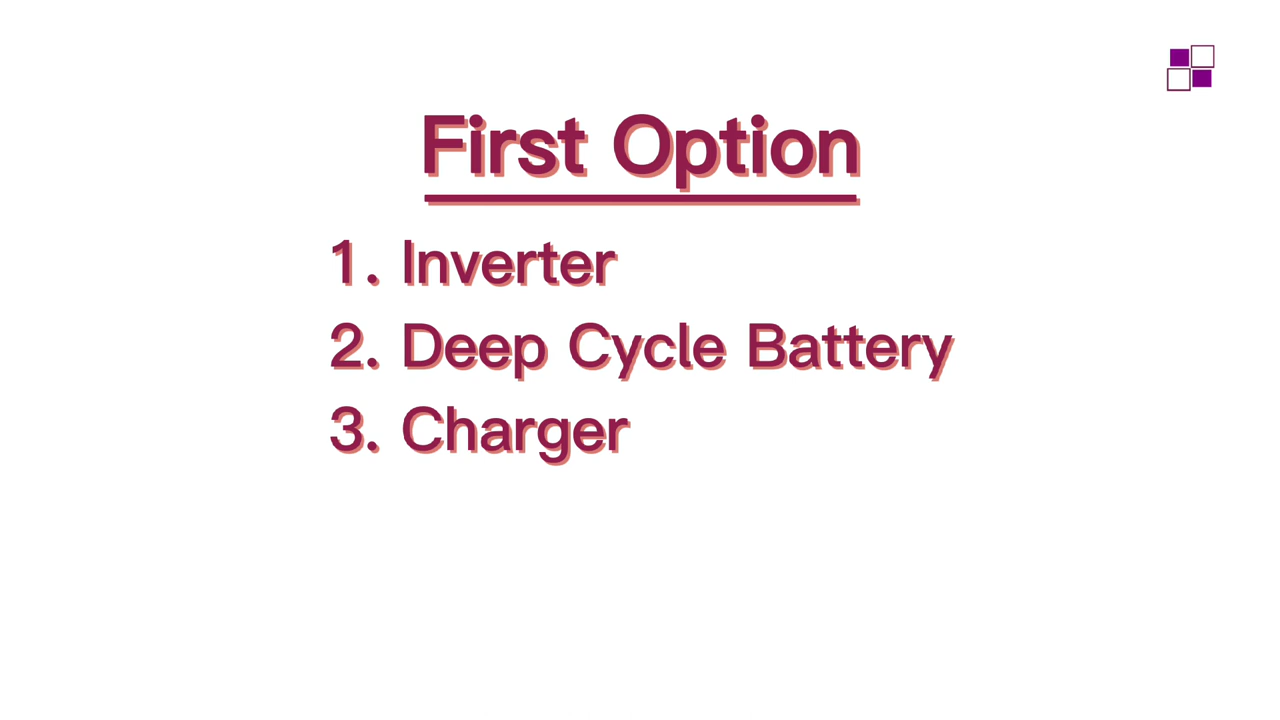 First Option
1. Inverter
2. Deep Cycle Battery
3. Charger